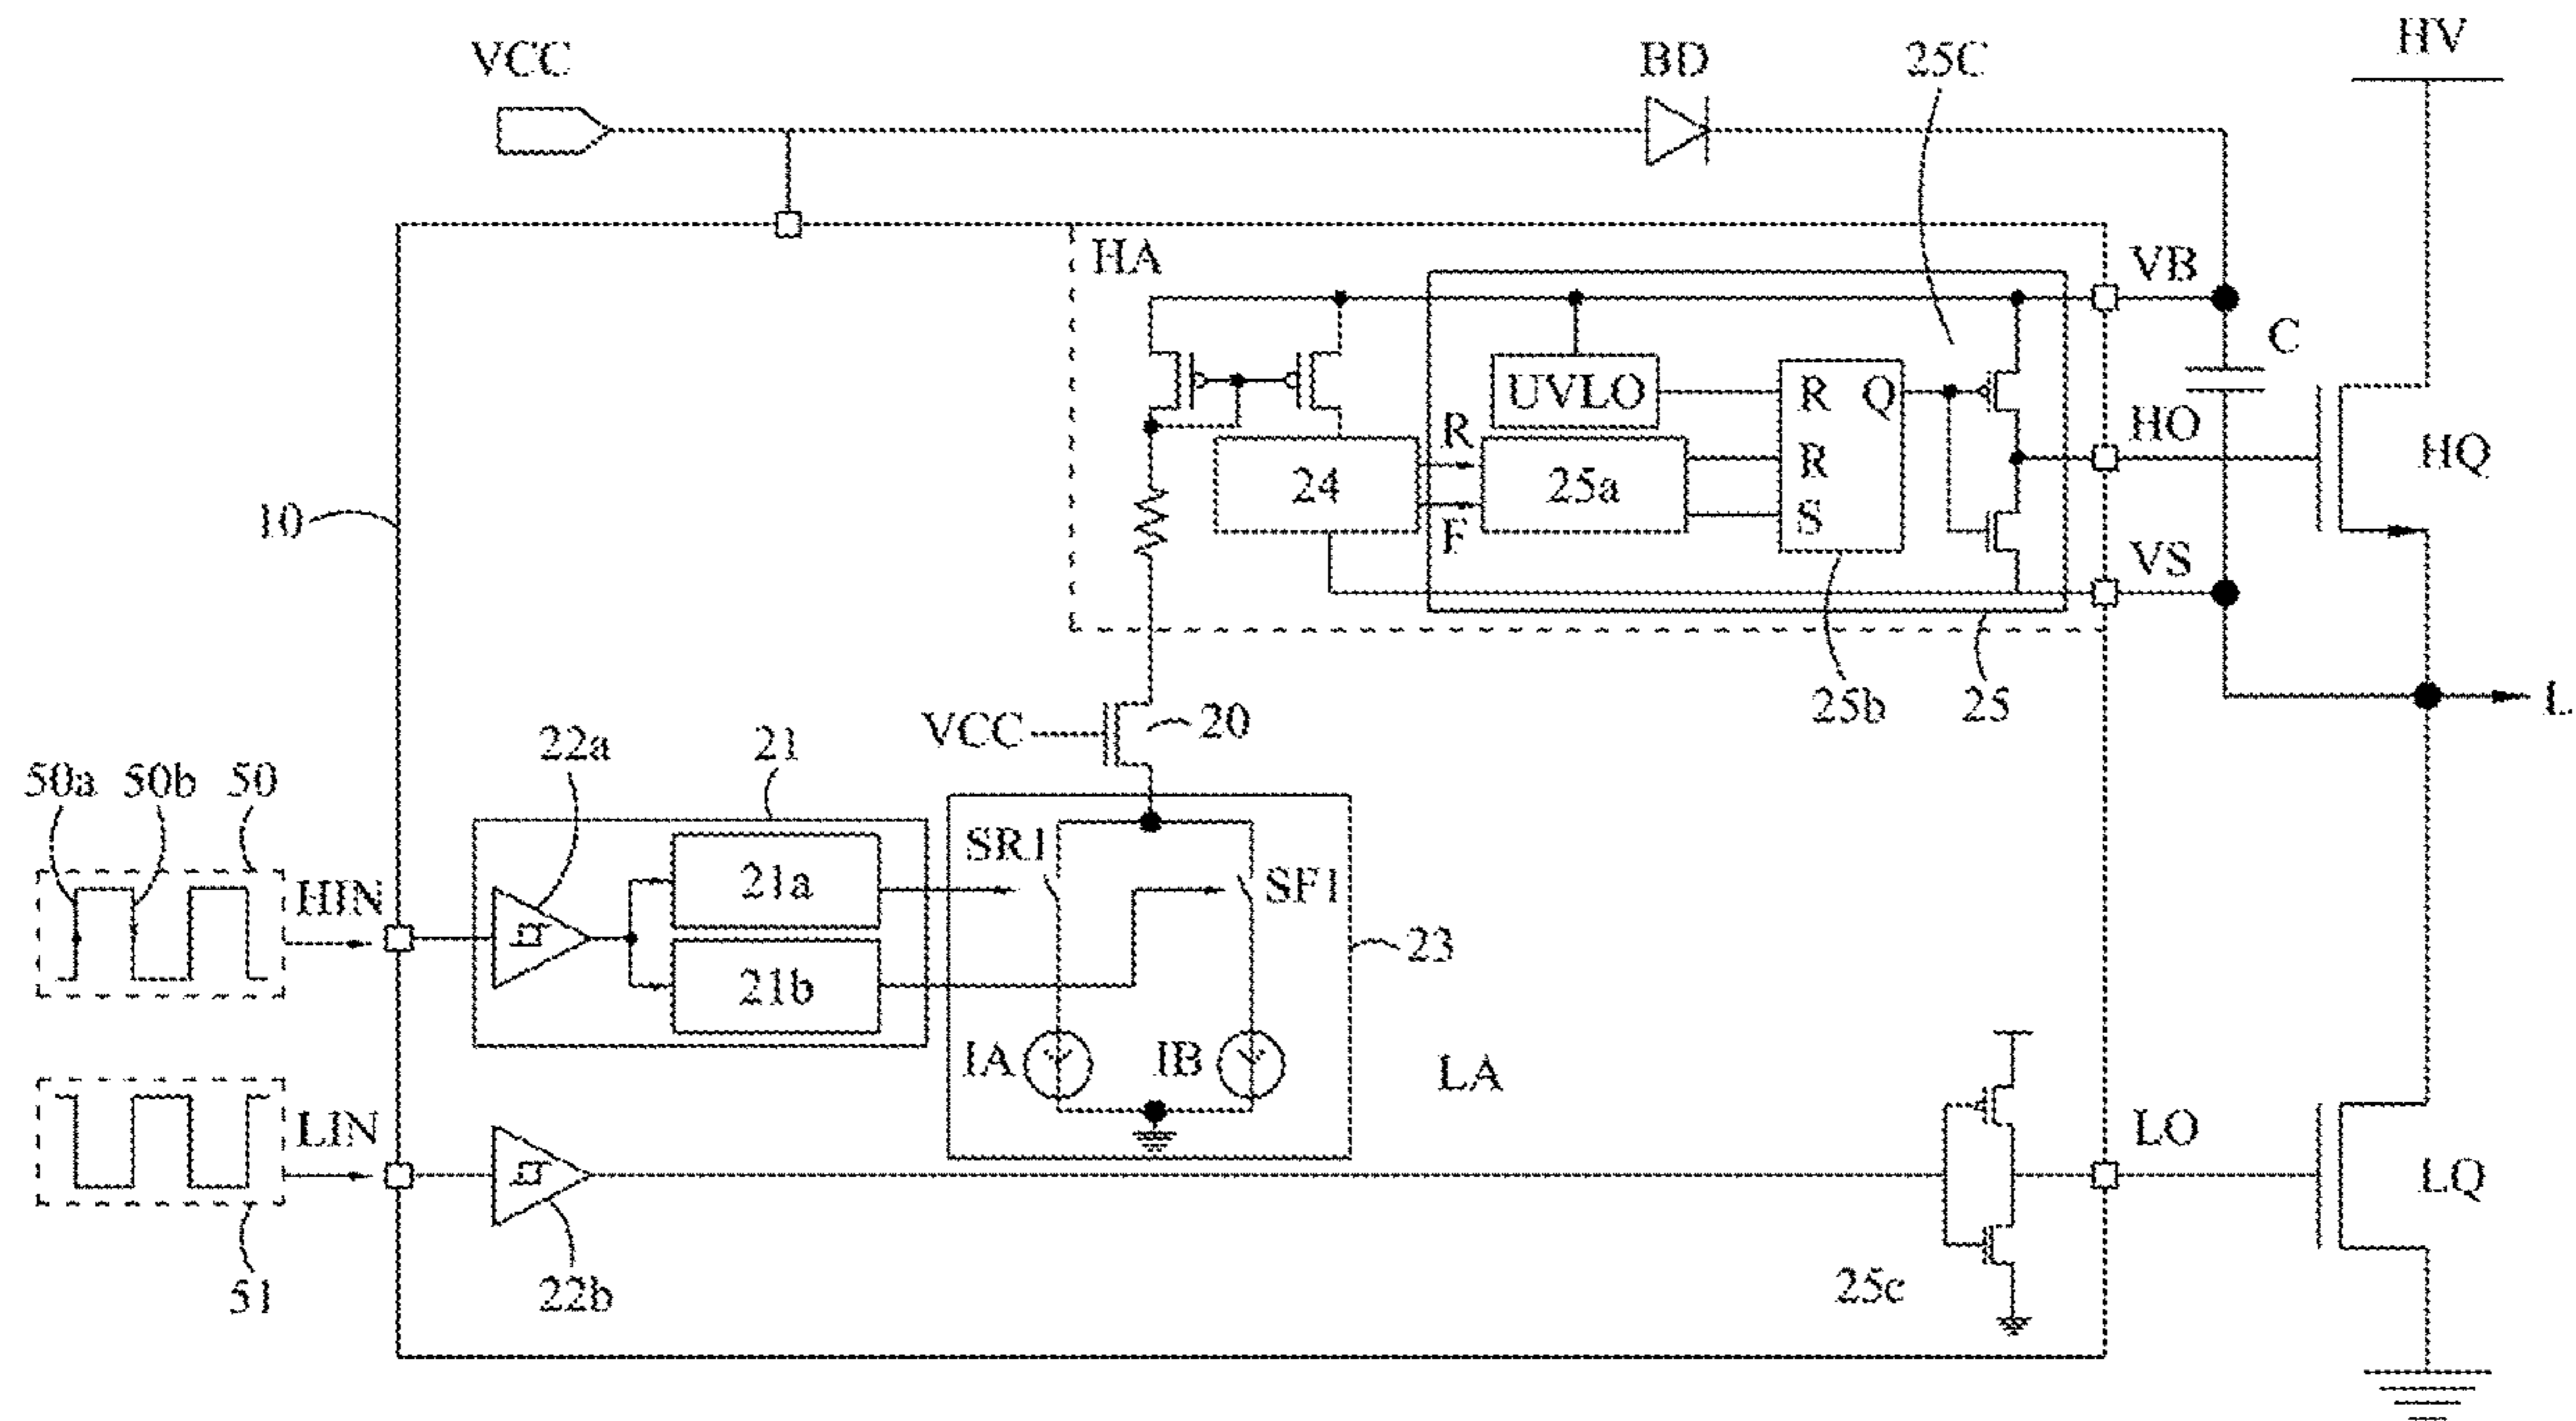 VCC
BD
25C
HV
HA
VB
C
UVLO
R
Q
HO
HQ
R
24
25a
R
F
S
10
VS
25b
25
L
VCC
20
22a
21
50a
50b
50
SR1
HIN
21a
SF1
23
21b
IA
IB
LA
LIN
LO
LQ
51
22b
25c